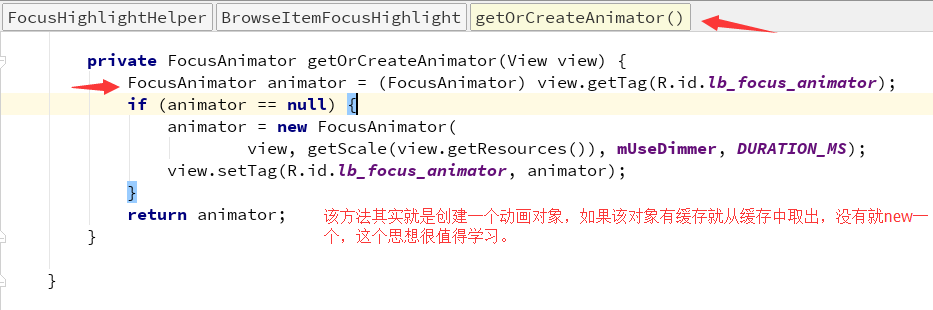 FocusHighlightHelper BrowseItemFocusHighlight getOrCreateAnimator()
private FocusAnimator getOrCreateAnimator(View view) {
FocusAnimator animator = (FocusAnimator) view.getTag(R.id.lb_focus_animator);
if (animator == null) {
animator = new FocusAnimator(
view, getScale(view.getResources()), mUseDimmer, DURATION_MS);
view.setTag(R.id.lb_focus_animator, animator);
}
return animator;
该方法其实就是创建一个动画对象，如果该对象有缓存就从缓存中取出，没有就new一
个，这个思想很值得学习。
}
}